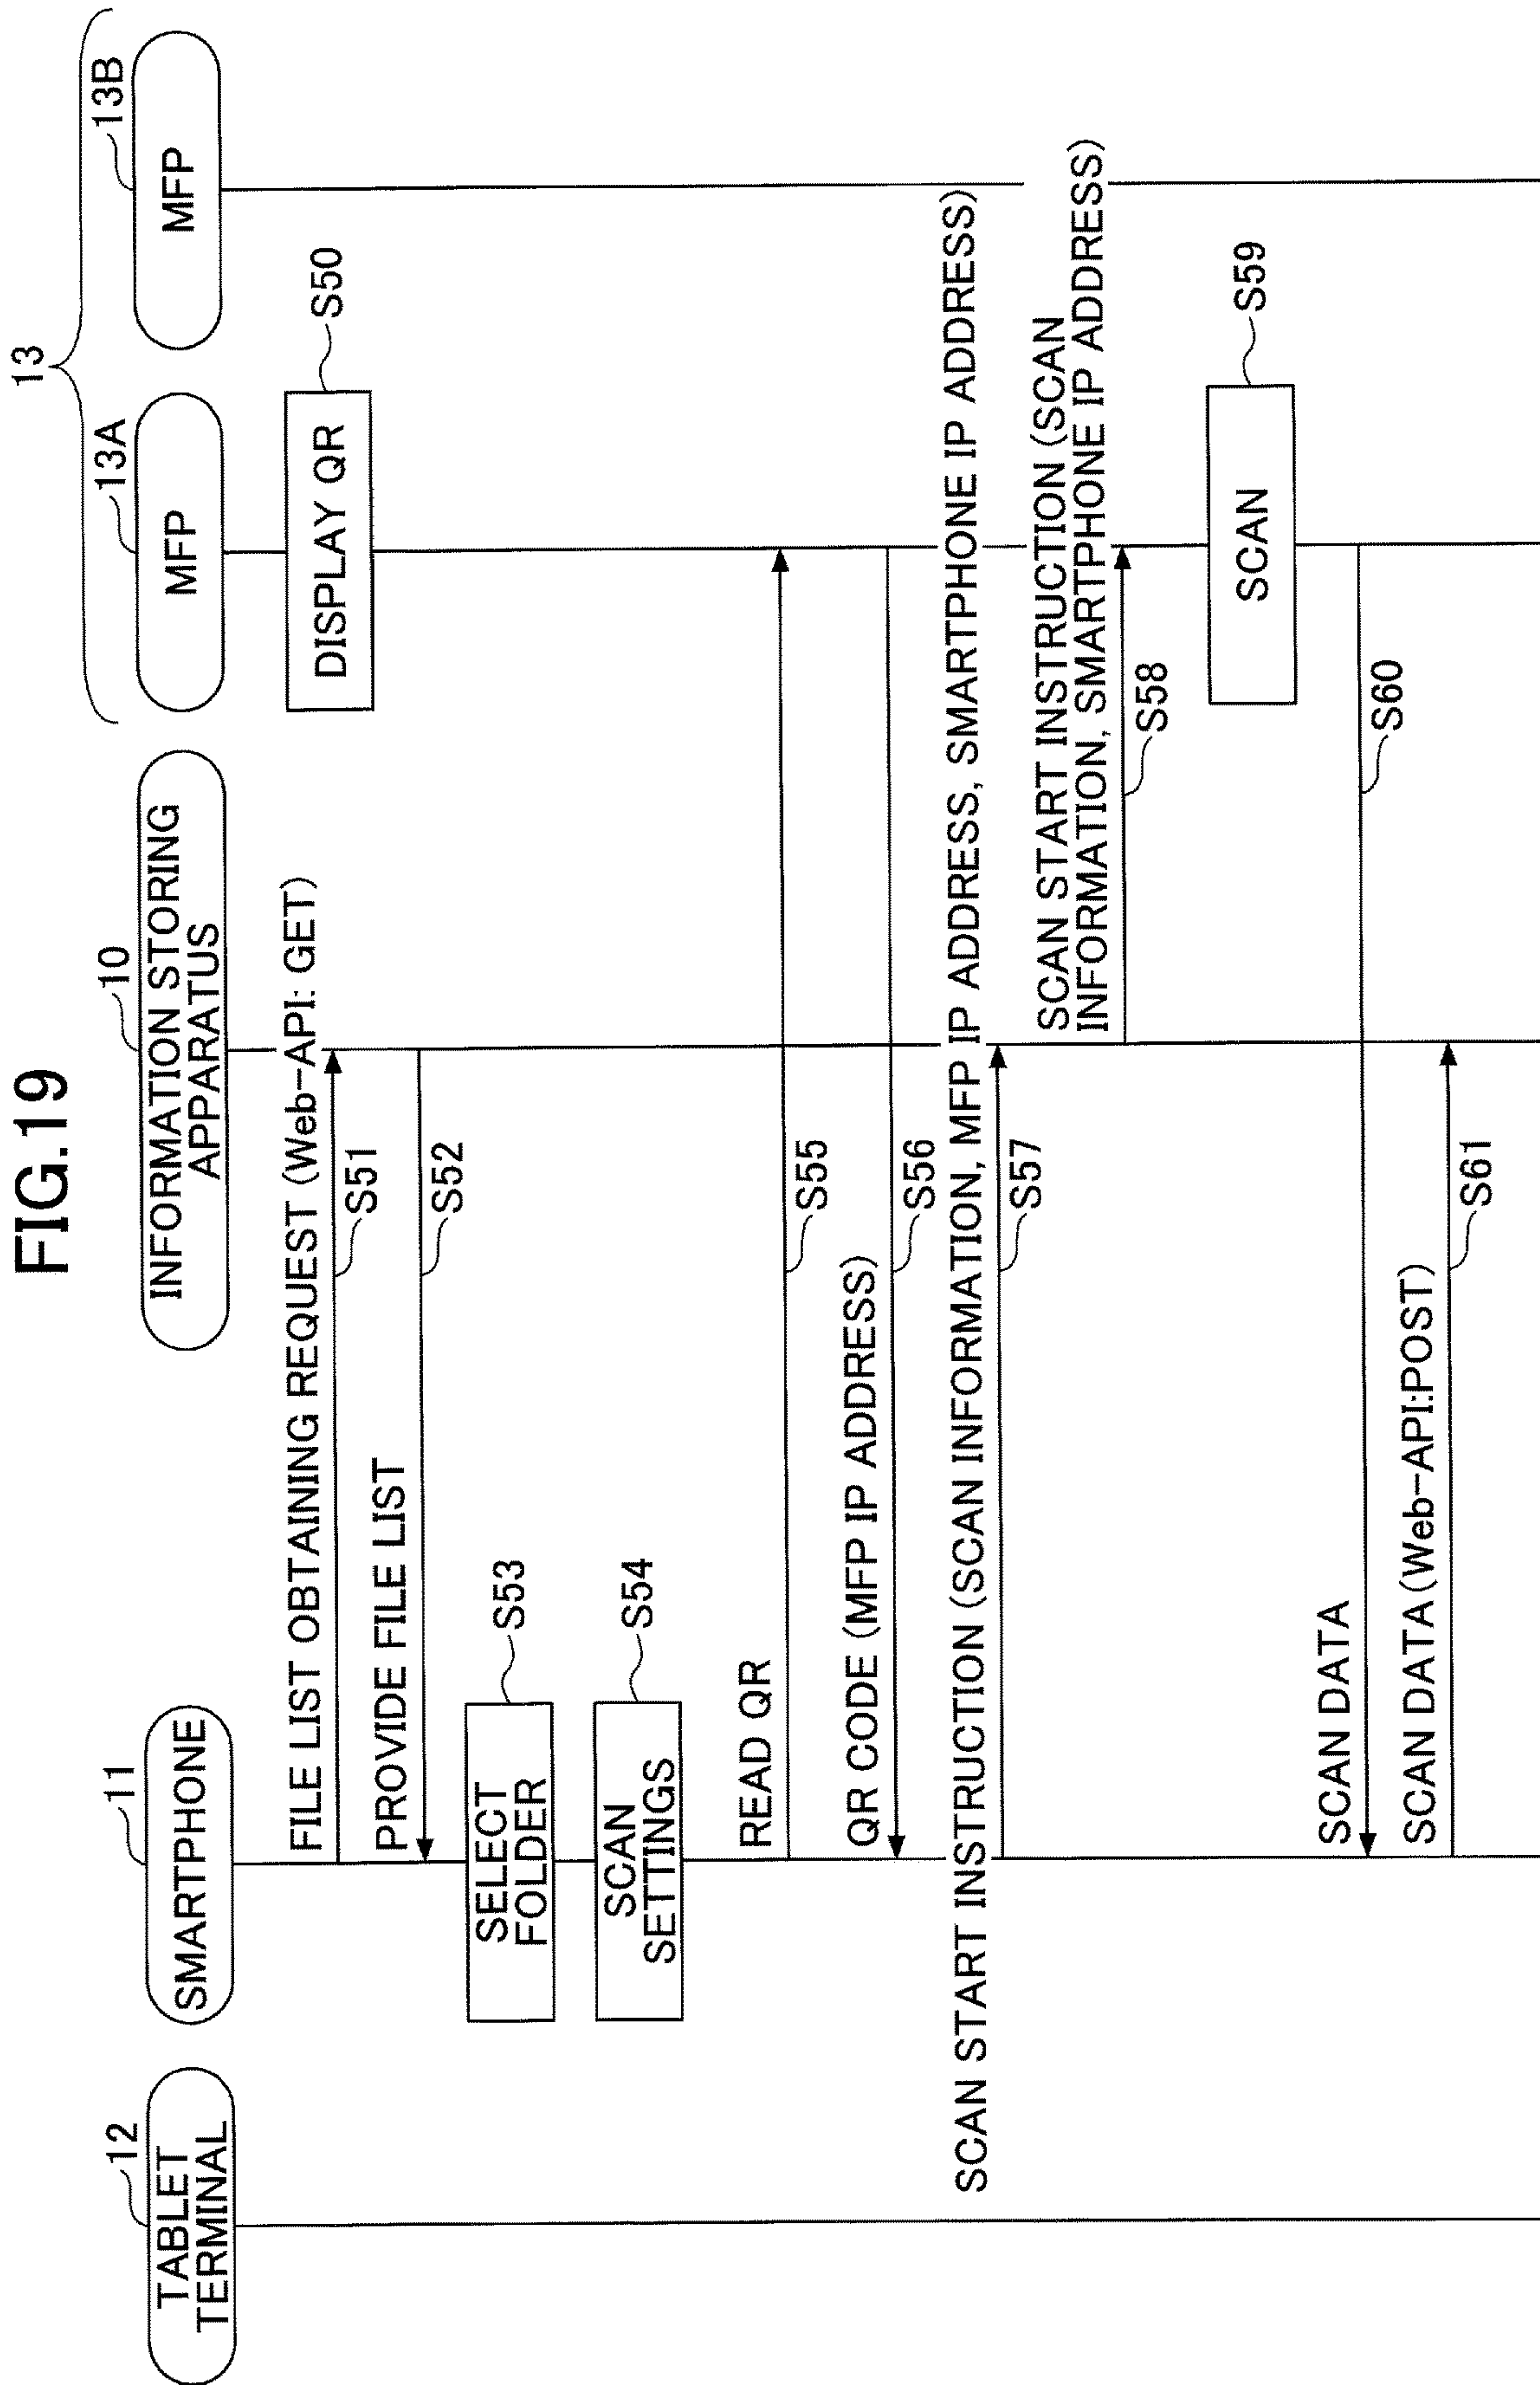 FIG.19
12
TABLET
TERMINAL
11
SMARTPHONE
10
INFORMATION STORING
APPARATUS
13
13A
MFP
13B
MFP
DISPLAY QR
S50
FILE LIST OBTAINING REQUEST (Web-API: GET)
S51
PROVIDE FILE LIST
S52
SELECT
FOLDER
S53
SCAN
SETTINGS
S54
READ QR
S55
QR CODE (MFP IP ADDRESS)
S56
SCAN START INSTRUCTION (SCAN INFORMATION, MFP IP ADDRESS, SMARTPHONE IP ADDRESS)
S57
SCAN START INSTRUCTION (SCAN
INFORMATION, SMARTPHONE IP ADDRESS)
S58
SCAN
S59
SCAN DATA
S60
SCAN DATA (Web-API:POST)
S61